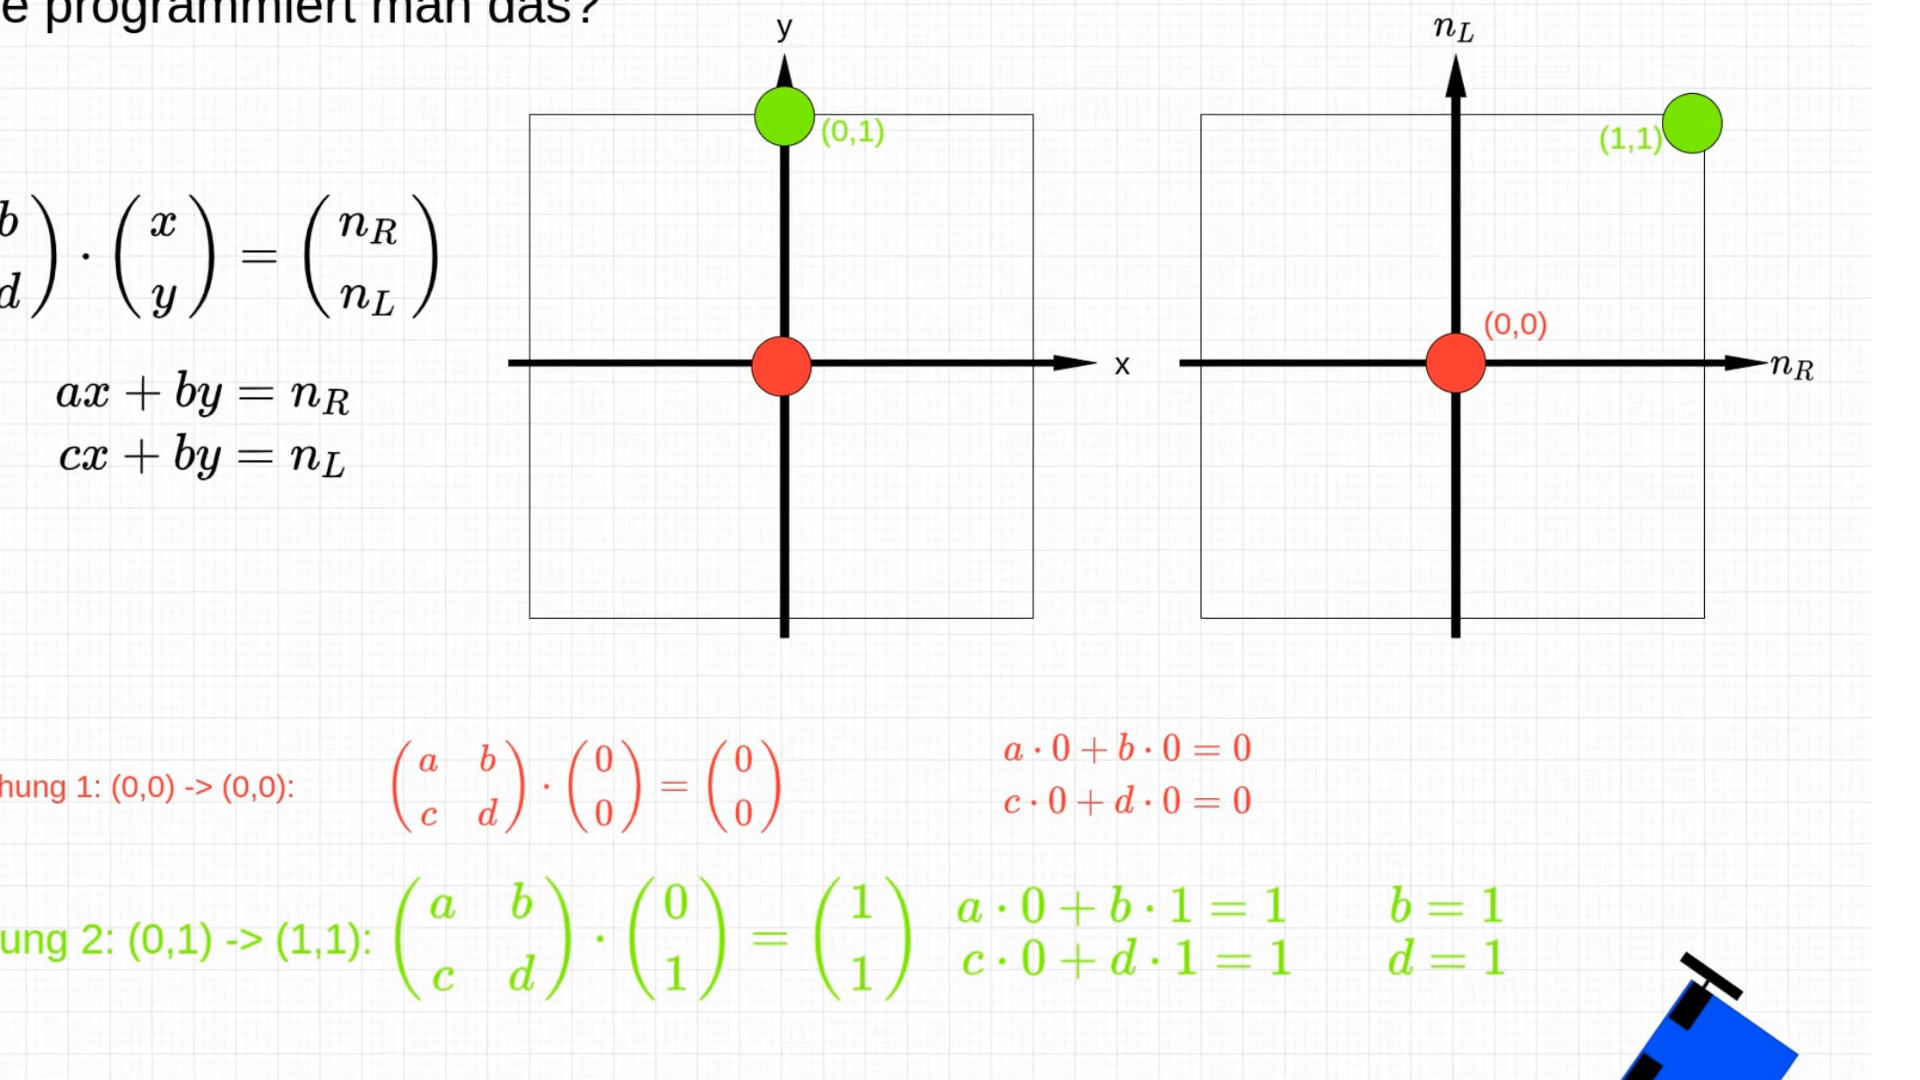 e programmiert man das?
y
n_L
(0,1)
(1,1)
b
d
) · (x y) = (n_R n_L)
(0,0)
x
n_R
ax + by = n_R
cx + by = n_L
hung 1: (0,0) -> (0,0): (a b c d) · (0 0) = (0 0)
a · 0 + b · 0 = 0
c · 0 + d · 0 = 0
ung 2: (0,1) -> (1,1): (a b c d) · (0 1) = (1 1)
a · 0 + b · 1 = 1 b = 1
c · 0 + d · 1 = 1 d = 1